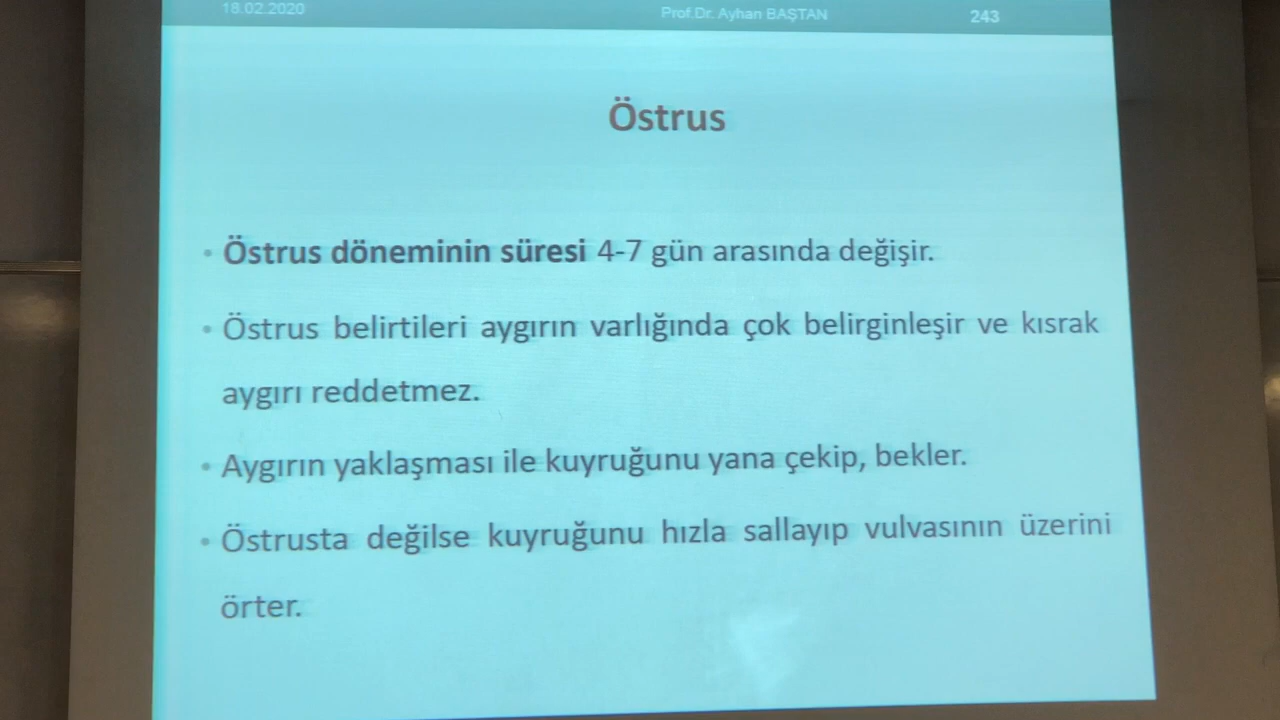 18.02.2020 Prof.Dr. Ayhan BAŞTAN 243
Östrus
• Östrus döneminin süresi 4-7 gün arasında değişir.
• Östrus belirtileri aygırın varlığında çok belirginleşir ve kısrak
aygırı reddetmez.
• Aygırın yaklaşması ile kuyruğunu yana çekip, bekler.
• Östrusta değilse kuyruğunu hızla sallayıp vulvasının üzerini
örter.